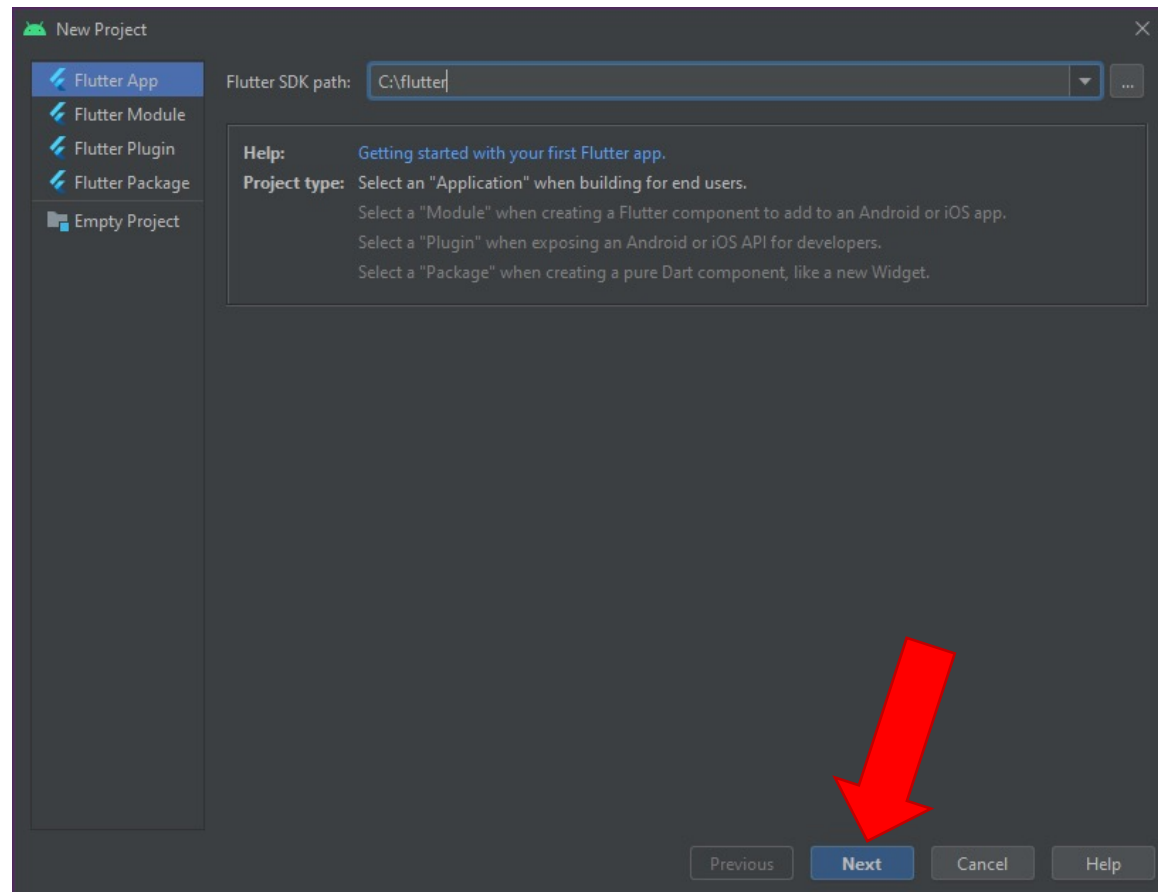 New Project
Flutter App
Flutter Module
Flutter Plugin
Flutter Package
Empty Project
Flutter SDK path: C:\flutter
...
Help: Getting started with your first Flutter app.
Project type: Select an "Application" when building for end users.
Select a "Module" when creating a Flutter component to add to an Android or iOS app.
Select a "Plugin" when exposing an Android or iOS API for developers.
Select a "Package" when creating a pure Dart component, like a new Widget.
Previous Next Cancel Help